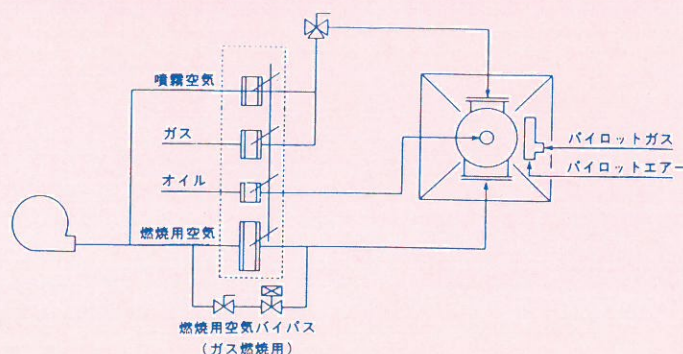 噴霧空気
ガス
オイル
燃焼用空気
パイロットガス
パイロットエアー
燃焼用空気バイパス
(ガス燃焼用)